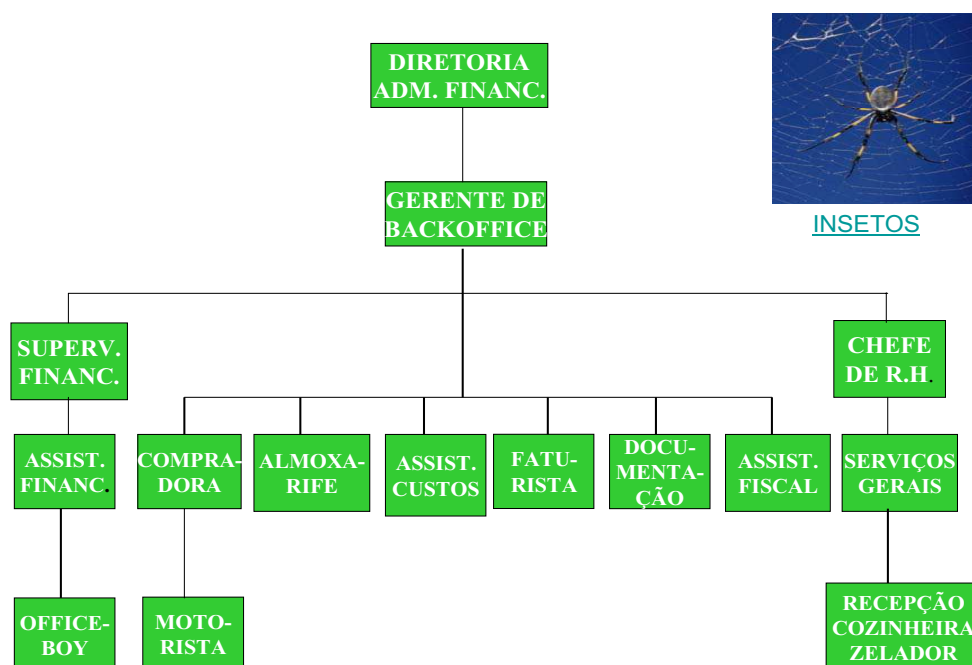 DIRETORIA
ADM. FINANC.
INSETOS
GERENTE DE
BACKOFFICE
SUPERV.
FINANC.
CHEFE
DE R.H.
ASSIST.
FINANC.
COMPRA-
DORA
ALMOXA-
RIFE
ASSIST.
CUSTOS
FATU-
RISTA
DOCU-
MENTA-
ÇÃO
ASSIST.
FISCAL
SERVIÇOS
GERAIS
OFFICE-
BOY
MOTO-
RISTA
RECEPÇÃO
COZINHEIRA
ZELADOR